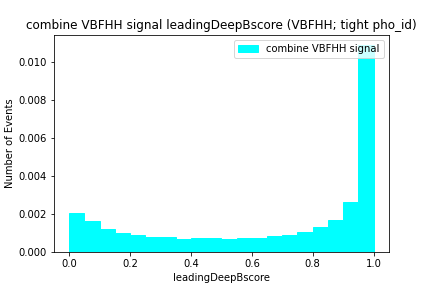 combine VBFHH signal leadingDeepBscore (VBFHH; tight pho_id)
combine VBFHH signal
Number of Events
0.010
0.008
0.006
0.004
0.002
0.000
0.0 0.2 0.4 0.6 0.8 1.0
leadingDeepBscore